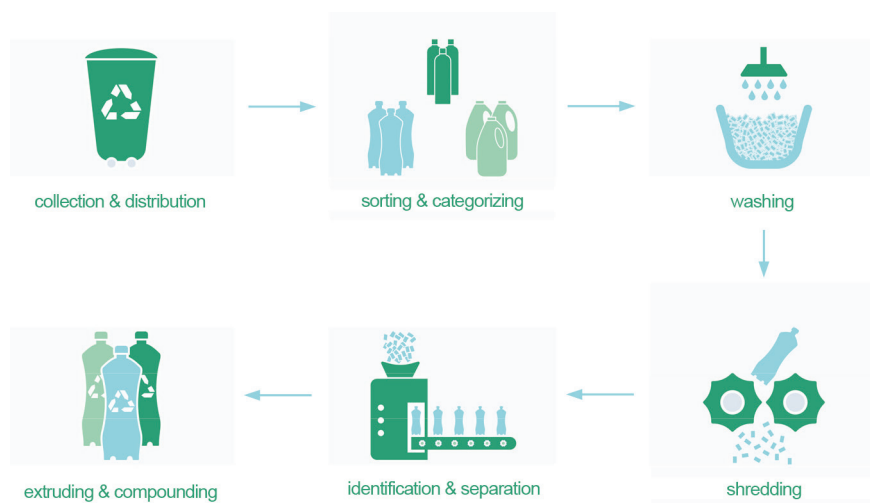 collection & distribution
sorting & categorizing
washing
shredding
identification & separation
extruding & compounding